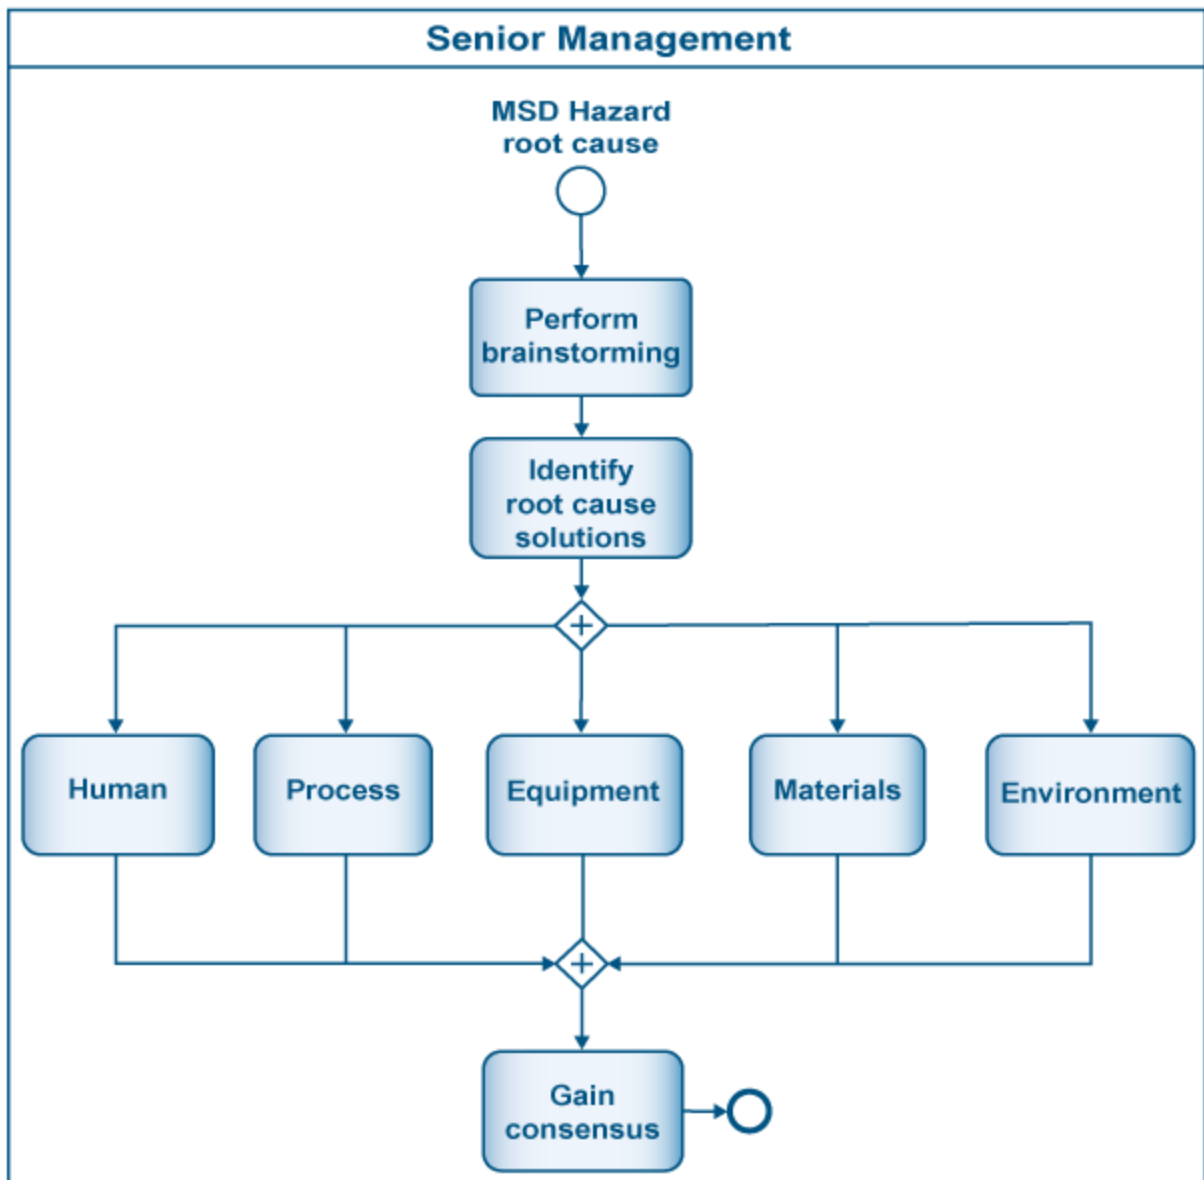 Senior Management
MSD Hazard
root cause
Perform
brainstorming
Identify
root cause
solutions
Human
Process
Equipment
Materials
Environment
Gain
consensus